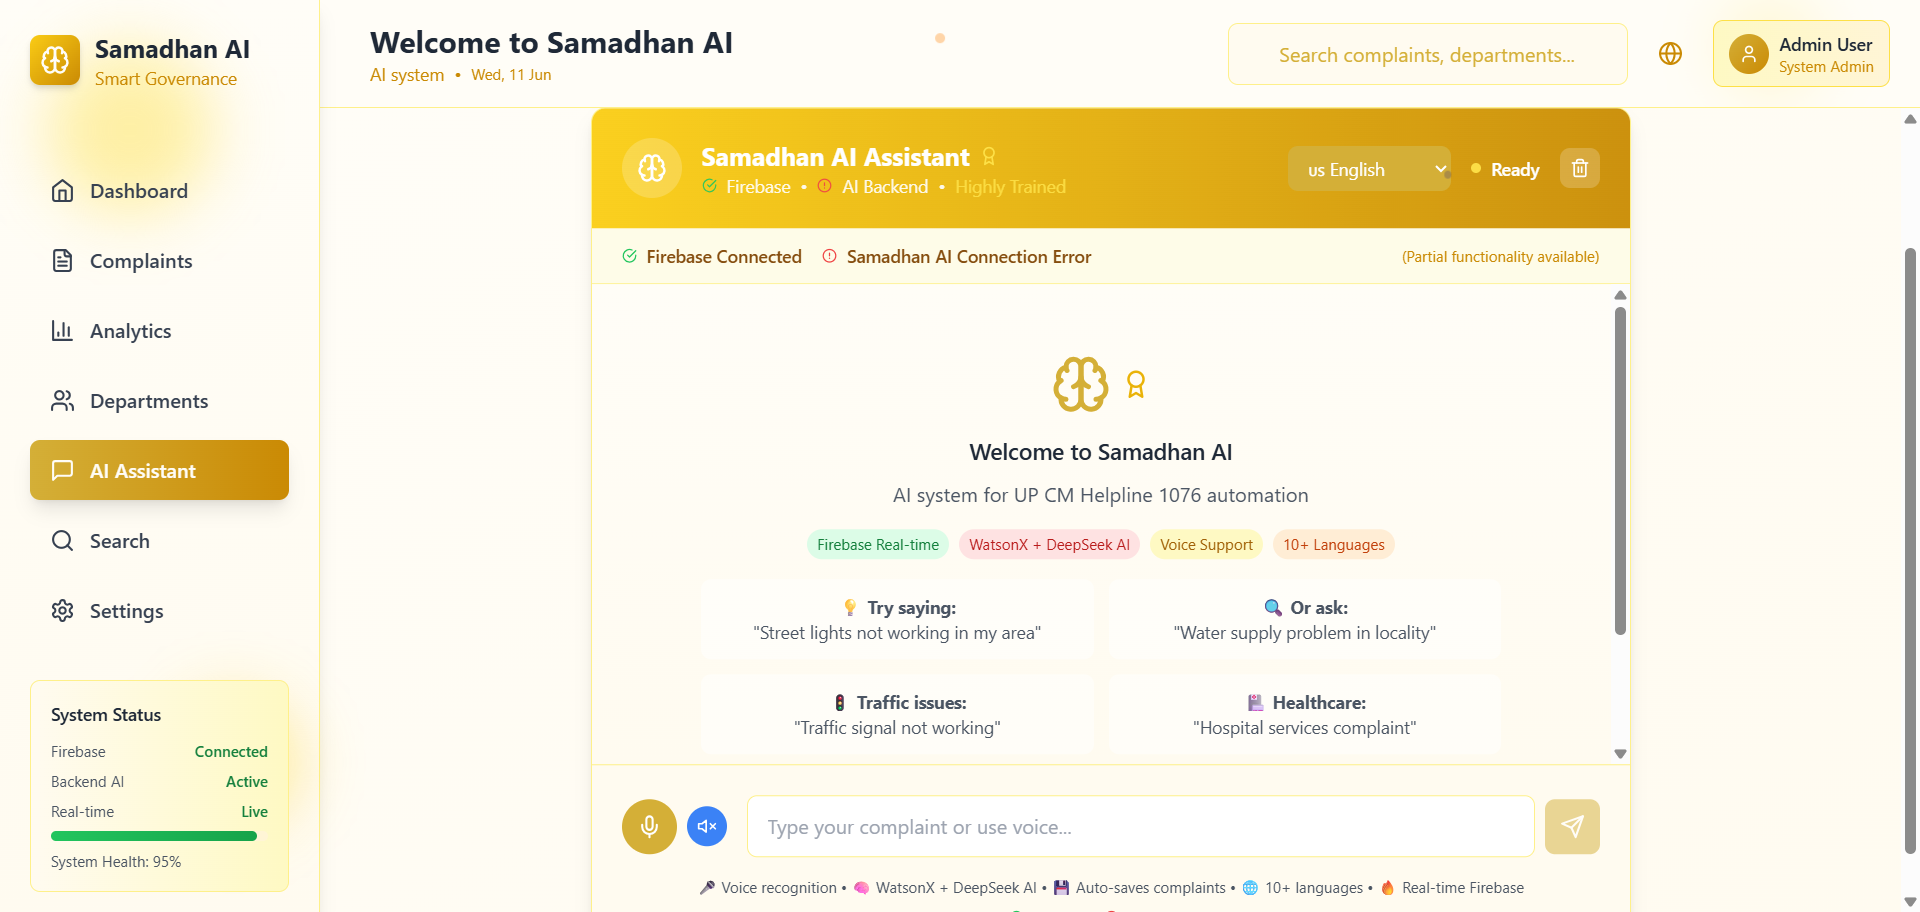 Samadhan AI
Smart Governance
Dashboard
Complaints
Analytics
Departments
AI Assistant
Search
Settings
System Status
Firebase Connected
Backend AI Active
Real-time Live
System Health: 95%
Welcome to Samadhan AI
AI system • Wed, 11 Jun
Search complaints, departments...
Admin User
System Admin
Samadhan AI Assistant
Firebase • AI Backend • Highly Trained
us English
Ready
Firebase Connected Samadhan AI Connection Error (Partial functionality available)
Welcome to Samadhan AI
AI system for UP CM Helpline 1076 automation
Firebase Real-time WatsonX + DeepSeek AI Voice Support 10+ Languages
💡 Try saying:
"Street lights not working in my area"
🔍 Or ask:
"Water supply problem in locality"
🚦 Traffic issues:
"Traffic signal not working"
🏥 Healthcare:
"Hospital services complaint"
Type your complaint or use voice...
🎤 Voice recognition • 🧠 WatsonX + DeepSeek AI • 💾 Auto-saves complaints • 🌐 10+ languages • 🔥 Real-time Firebase